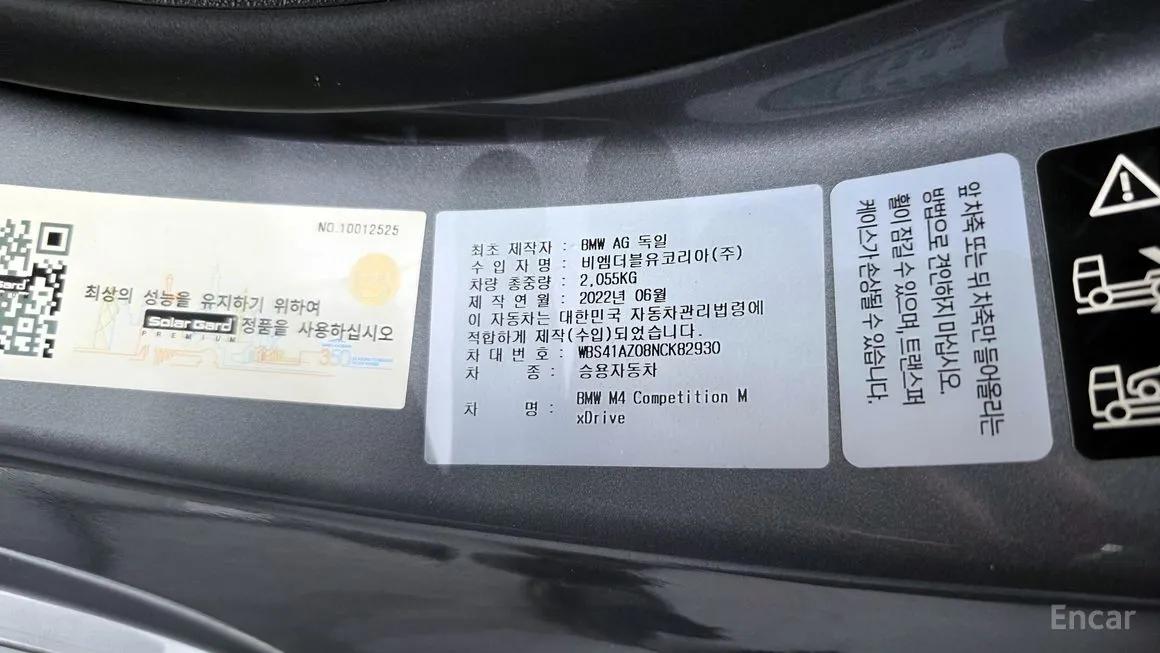 NO.10012525
최상의 성능을 유지하기 위하여
Solar Gard 정품을 사용하십시오
PREMIUM
최초 제작자 : BMW AG 독일
수 입 자 명 : 비엠더블유코리아(주)
차량 총중량 : 2,055KG
제 작 연 월 : 2022년 06월
이 자동차는 대한민국 자동차관리법령에
적합하게 제작(수입)되었습니다.
차 대 번 호 : WBS41AZ08NCK82930
차 종 : 승용자동차
차 명 : BMW M4 Competition M
xDrive
앞 차축 또는 뒤 차축만 들어올리는
방법으로 견인하지 마십시오.
휠이 잠길 수 있으며, 트랜스퍼
케이스가 손상될 수 있습니다.
Encar